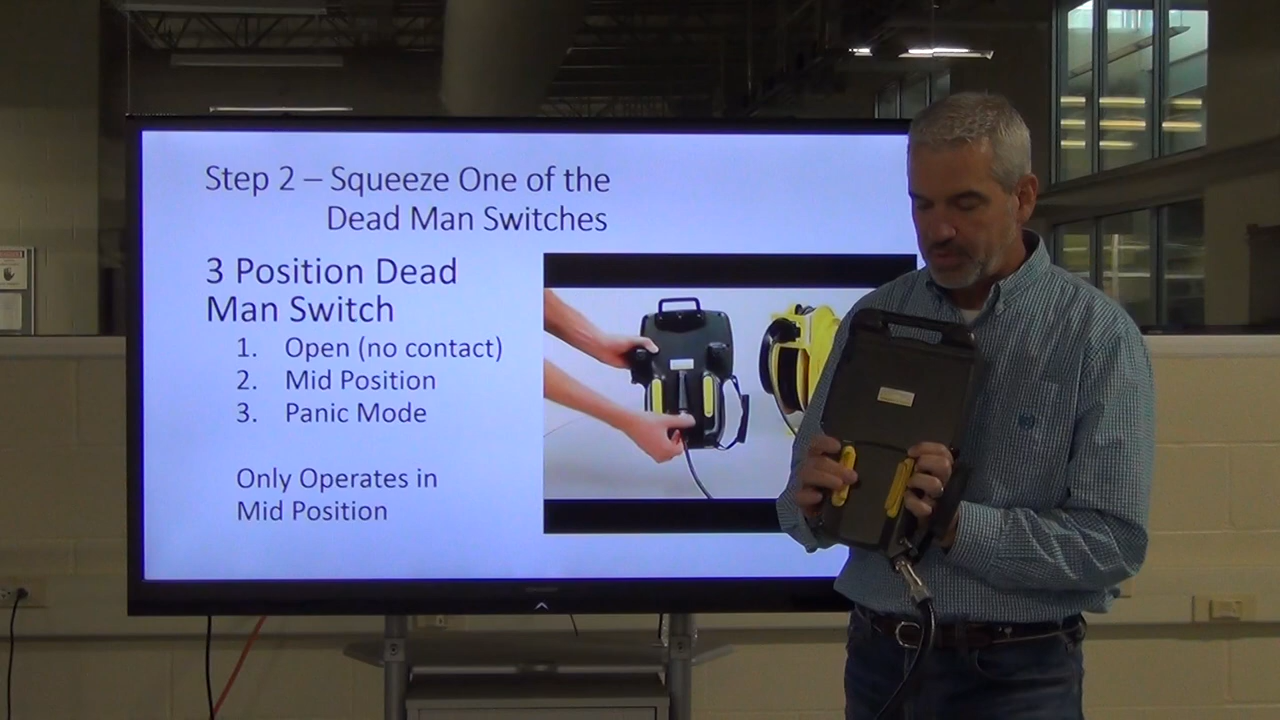 Step 2 – Squeeze One of the
Dead Man Switches
3 Position Dead
Man Switch
1. Open (no contact)
2. Mid Position
3. Panic Mode
Only Operates in
Mid Position